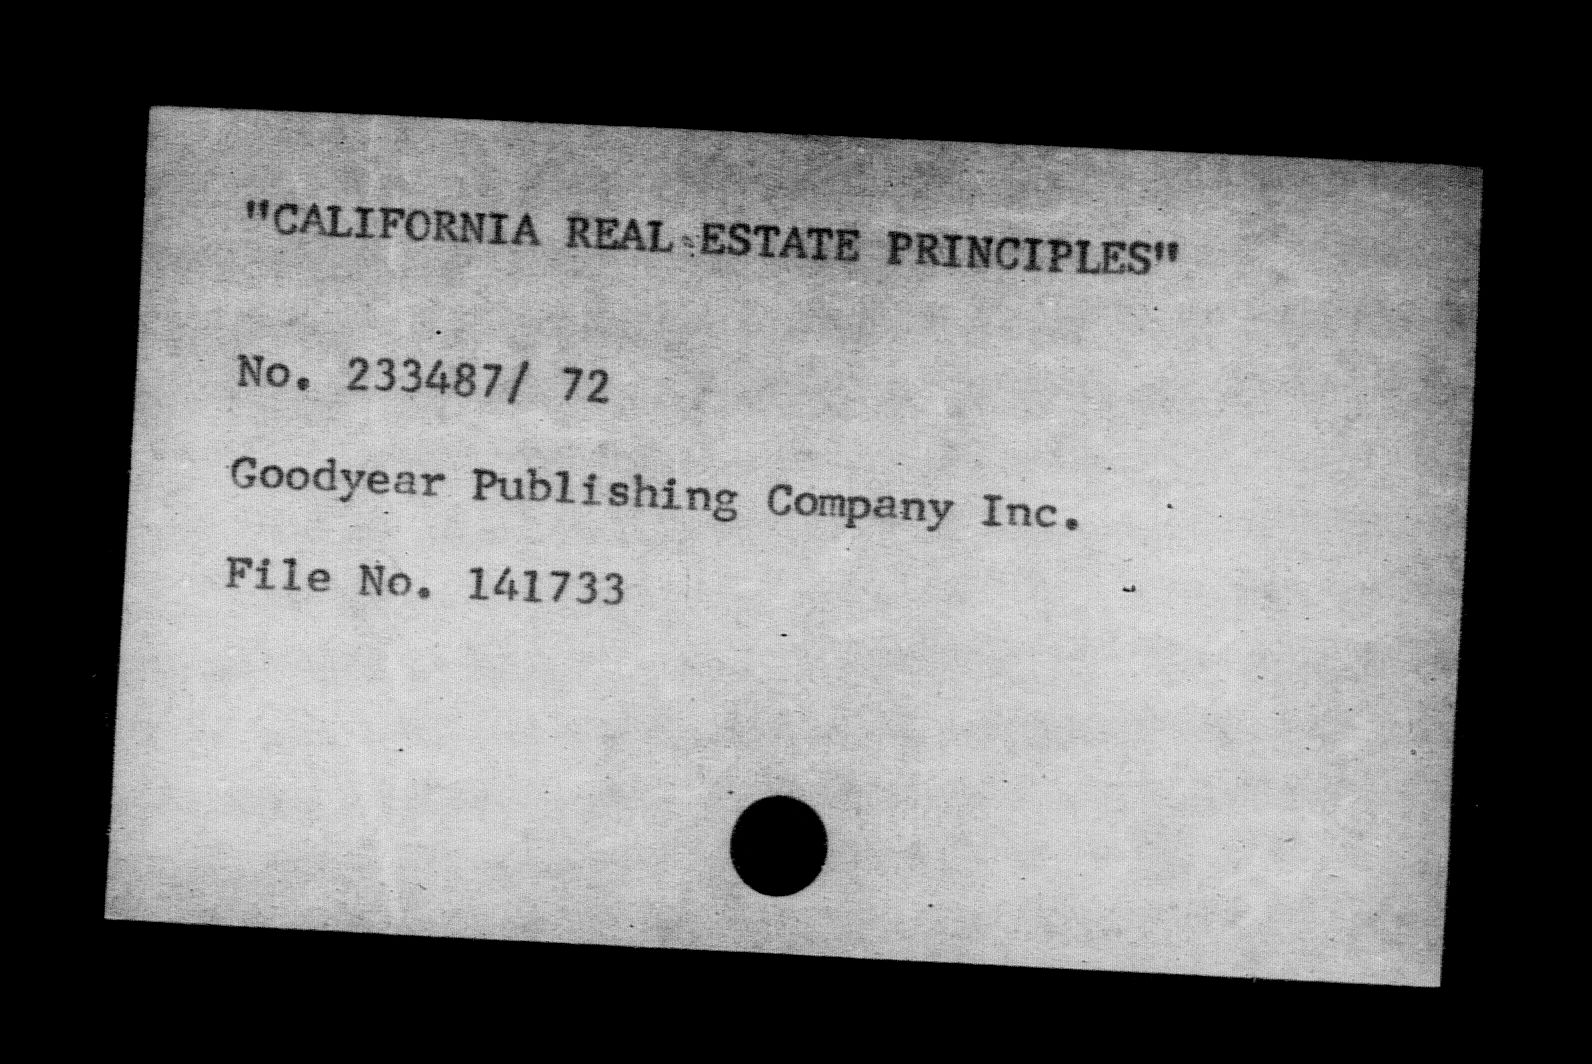 "CALIFORNIA REAL ESTATE PRINCIPLES"
No. 233487/ 72
Goodyear Publishing Company Inc.
File No. 141733